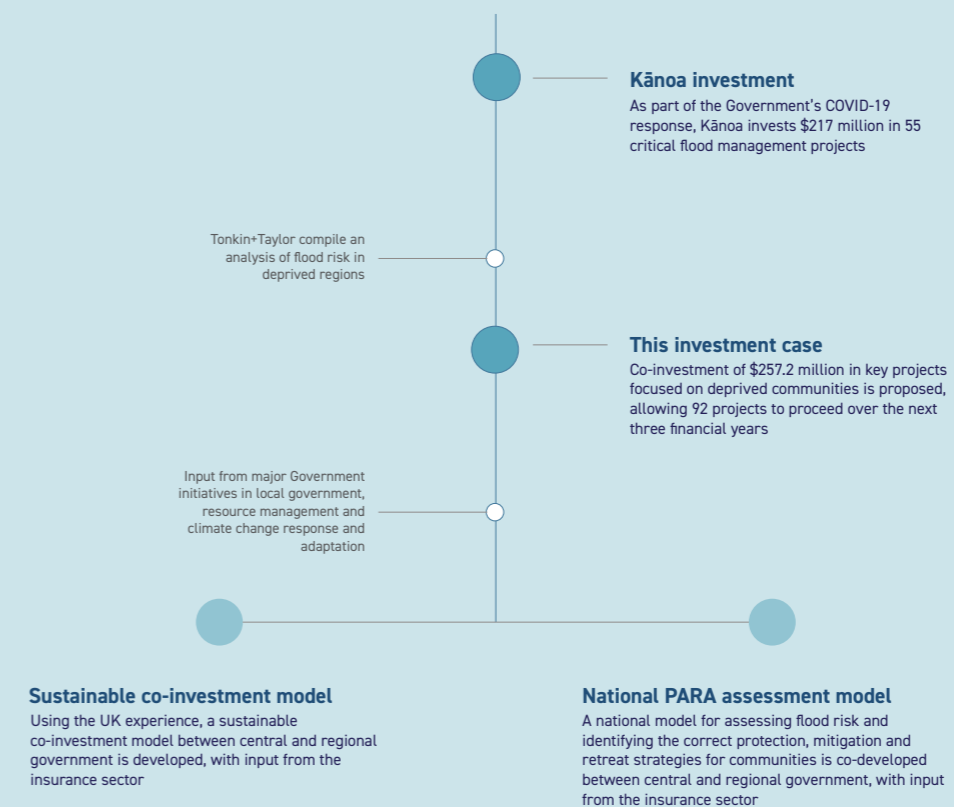 Kānoa investment
As part of the Government's COVID-19
response, Kānoa invests $217 million in 55
critical flood management projects
Tonkin+Taylor compile an
analysis of flood risk in
deprived regions
This investment case
Co-investment of $257.2 million in key projects
focused on deprived communities is proposed,
allowing 92 projects to proceed over the next
three financial years
Input from major Government
initiatives in local government,
resource management and
climate change response and
adaptation
Sustainable co-investment model
Using the UK experience, a sustainable
co-investment model between central and regional
government is developed, with input from the
insurance sector
National PARA assessment model
A national model for assessing flood risk and
identifying the correct protection, mitigation and
retreat strategies for communities is co-developed
between central and regional government, with input
from the insurance sector